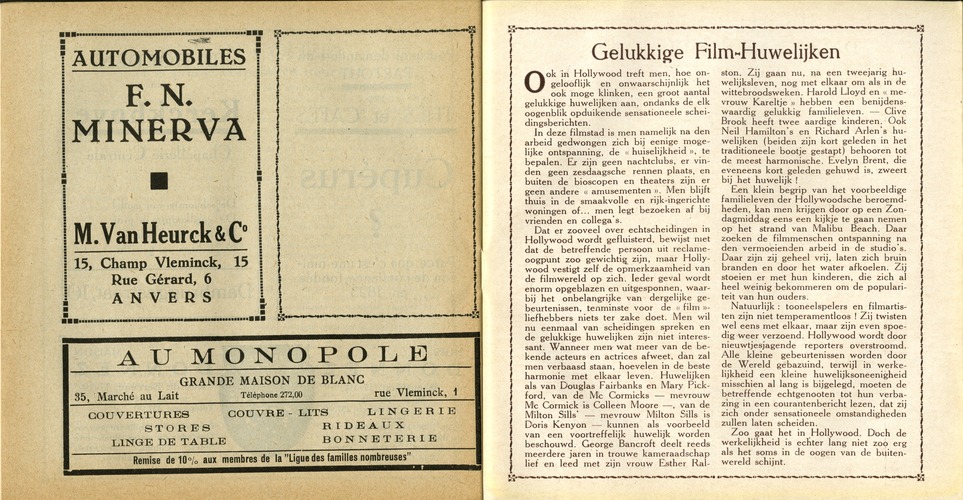 AUTOMOBILES
F. N.
MINERVA
M. Van Heurck & Cº
15, Champ Vleminck, 15
Rue Gérard, 6
ANVERS
AU MONOPOLE
GRANDE MAISON DE BLANC
35, Marché au Lait
Téléphone 272,00
rue Vleminck, 1
COUVERTURES
COUVRE-LITS
LINGERIE
STORES
RIDEAUX
LINGE DE TABLE
BONNETERIE
Remise de 10% aux membres de la "Ligue des familles nombreuses"
Gelukkige Film-Huwelijken
Ook in Hollywood treft men, hoe on-
gelooflijk en onwaarschijnlijk het
ook moge klinken, een groot aantal
gelukkige huwelijken aan, ondanks de elk
oogenblik opduikende sensationeele schei-
dingsberichten.
In deze filmstad is men namelijk na den
arbeid gedwongen zich bij eenige moge-
lijke ontspanning, de « huiselijkheid », te
bepalen. Er zijn geen nachtclubs, er vin-
den geen zesdaagsche rennen plaats, en
buiten de bioscopen en theaters zijn er
geen andere « amusementen ». Men blijft
thuis in de smaakvolle en rijk-ingerichte
woningen of... men legt bezoeken af bij
vrienden en collega's.
Dat er zooveel over echtscheidingen in
Hollywood wordt gefluisterd, bewijst niet
dat de betreffende persoon uit reclame-
oogpunt zoo gewichtig zijn, maar Holly-
wood vestigt zelf de opmerkzaamheid van
de filmwereld op zich. Ieder geval wordt
enorm opgeblazen en uitgesponnen, waar-
bij het onbelangrijke van dergelijke ge-
beurtenissen, tenminste voor de « film »-
liefhebbers niets ter zake doet. Men wil
nu eenmaal van scheidingen spreken en
de gelukkige huwelijken zijn niet interes-
sant. Wanneer men wat meer van de be-
kende acteurs en actrices afweet, dan zal
men verbaasd staan, hoevelen in de beste
harmonie met elkaar leven. Huwelijken
als van Douglas Fairbanks en Mary Pick-
ford, van de Mc Cormicks — mevrouw
Mc Cormick is Colleen Moore —, van de
Milton Sills' — mevrouw Milton Sills is
Doris Kenyon — kunnen als voorbeeld
van een voortreffelijk huwelijk worden
beschouwd. George Bancroft deelt reeds
meerdere jaren in trouwe kameraadschap
lief en leed met zijn vrouw Esther Ral-
ston. Zij gaan nu, na een tweejarig hu-
welijksleven, nog met elkaar om als in de
wittebroodsweken. Harold Lloyd en « me-
vrouw Kareltje » hebben een benijdens-
waardig gelukkig familieleven. — Clive
Brook heeft twee aardige kinderen. Ook
Neil Hamilton's en Richard Arlen's hu-
welijken (beiden zijn kort geleden in het
traditioneele bootje gestapt) behooren tot
de meest harmonische. Evelyn Brent, die
eveneens kort geleden gehuwd is, zweert
bij het huwelijk !
Een klein begrip van het voorbeeldige
familieleven der Hollywoodsche beroemd-
heden, kan men krijgen door op een Zon-
dagmiddag eens een kijkje te gaan nemen
op het strand van Malibu Beach. Daar
zoeken de filmmenschen ontspanning na
den vermoeienden arbeid in de studio's.
Daar zijn zij geheel vrij, laten zich bruin
branden en door het water afkoelen. Zij
stoeien er met hun kinderen, die zich al
heel weinig bekommeren om de populari-
teit van hun ouders.
Natuurlijk : tooneelspelers en filmartis-
ten zijn niet temperamentloos ! Zij twisten
wel eens met elkaar, maar zijn even spoe-
dig weer verzoend. Hollywood wordt door
nieuwtjesjagende reporters overstroomd.
Alle kleine gebeurtenissen worden door
de Wereld gebazuind, terwijl in werke-
lijkheid een kleine huwelijksoneenigheid
misschien al lang is bijgelegd, moeten de
betreffende echtgenooten tot hun verba-
zing in een courantenbericht lezen, dat zij
zich onder sensationeele omstandigheden
zullen laten scheiden.
Zoo gaat het in Hollywood. Doch de
werkelijkheid is echter lang niet zoo erg
als het soms in de oogen van de buiten-
wereld schijnt.